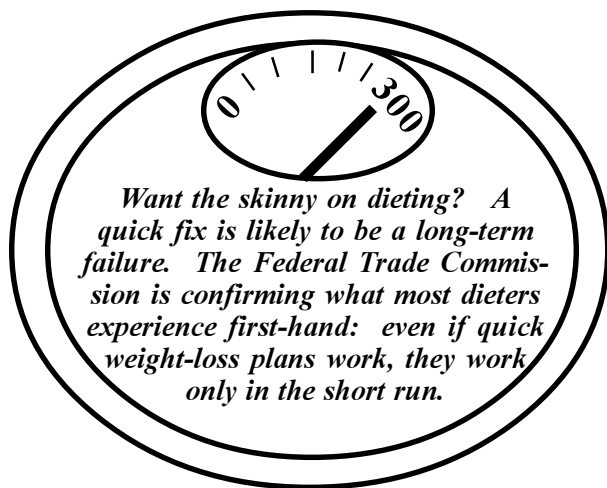 0
300
Want the skinny on dieting? A
quick fix is likely to be a long-term
failure. The Federal Trade Commis-
sion is confirming what most dieters
experience first-hand: even if quick
weight-loss plans work, they work
only in the short run.